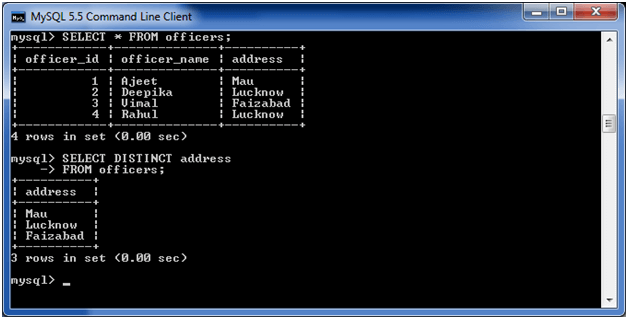 MySQL 5.5 Command Line Client
mysql> SELECT * FROM officers;
+------------+--------------+----------+
| officer_id | officer_name | address  |
+------------+--------------+----------+
|          1 | Ajeet        | Mau      |
|          2 | Deepika      | Lucknow  |
|          3 | Vimal        | Faizabad |
|          4 | Rahul        | Lucknow  |
+------------+--------------+----------+
4 rows in set (0.00 sec)
mysql> SELECT DISTINCT address
    -> FROM officers;
+----------+
| address  |
+----------+
| Mau      |
| Lucknow  |
| Faizabad |
+----------+
3 rows in set (0.00 sec)
mysql> _